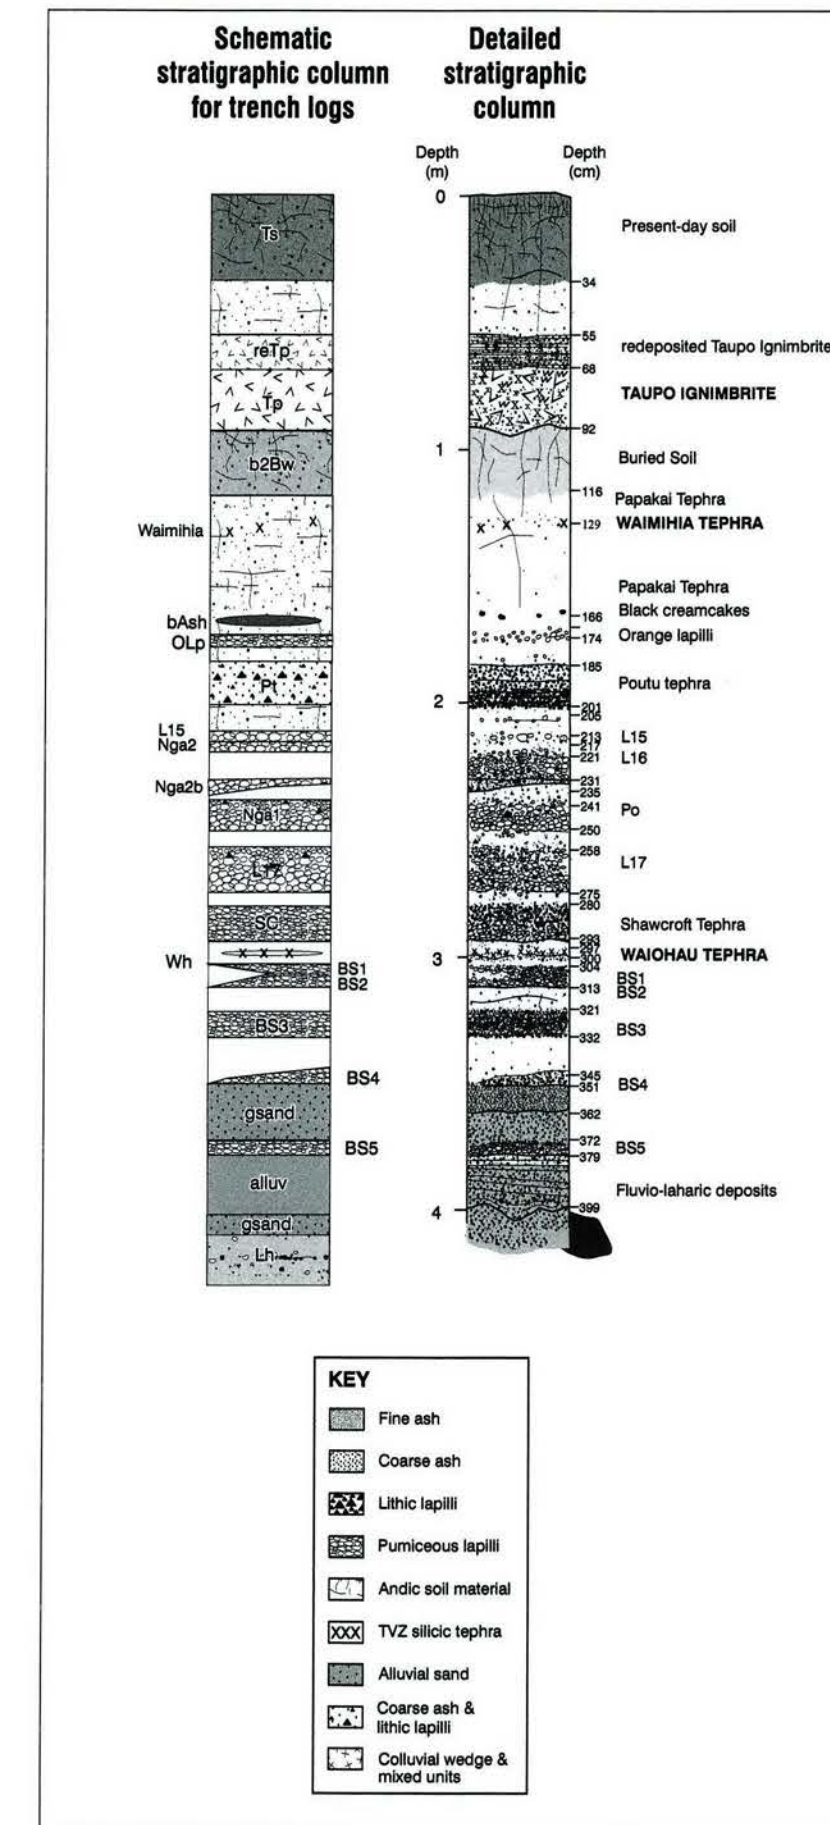 Schematic
stratigraphic column
for trench logs
Detailed
stratigraphic
column
Depth
(m)
Depth
(cm)
Ts
reTp
Tp
b2Bw
Waimihia
x x x
bAsh
OLp
Pt
L15
Nga2
Nga2b
Nga1
L17
SC
x x x
Wh
BS1
BS2
BS3
BS4
gsand
BS5
alluv
gsand
Lh
0
1
2
3
4
34
55
68
92
116
129
166
174
185
201
205
213
217
221
231
235
241
250
258
275
280
297
300
304
313
321
332
345
351
362
372
379
399
Present-day soil
redeposited Taupo Ignimbrite
TAUPO IGNIMBRITE
Buried Soil
Papakai Tephra
WAIMIHIA TEPHRA
Papakai Tephra
Black creamcakes
Orange lapilli
Poutu tephra
L15
L16
Po
L17
Shawcroft Tephra
WAIOHAU TEPHRA
BS1
BS2
BS3
BS4
BS5
Fluvio-laharic deposits
KEY
Fine ash
Coarse ash
Lithic lapilli
Pumiceous lapilli
Andic soil material
XXX TVZ silicic tephra
Alluvial sand
Coarse ash &
lithic lapilli
Colluvial wedge &
mixed units